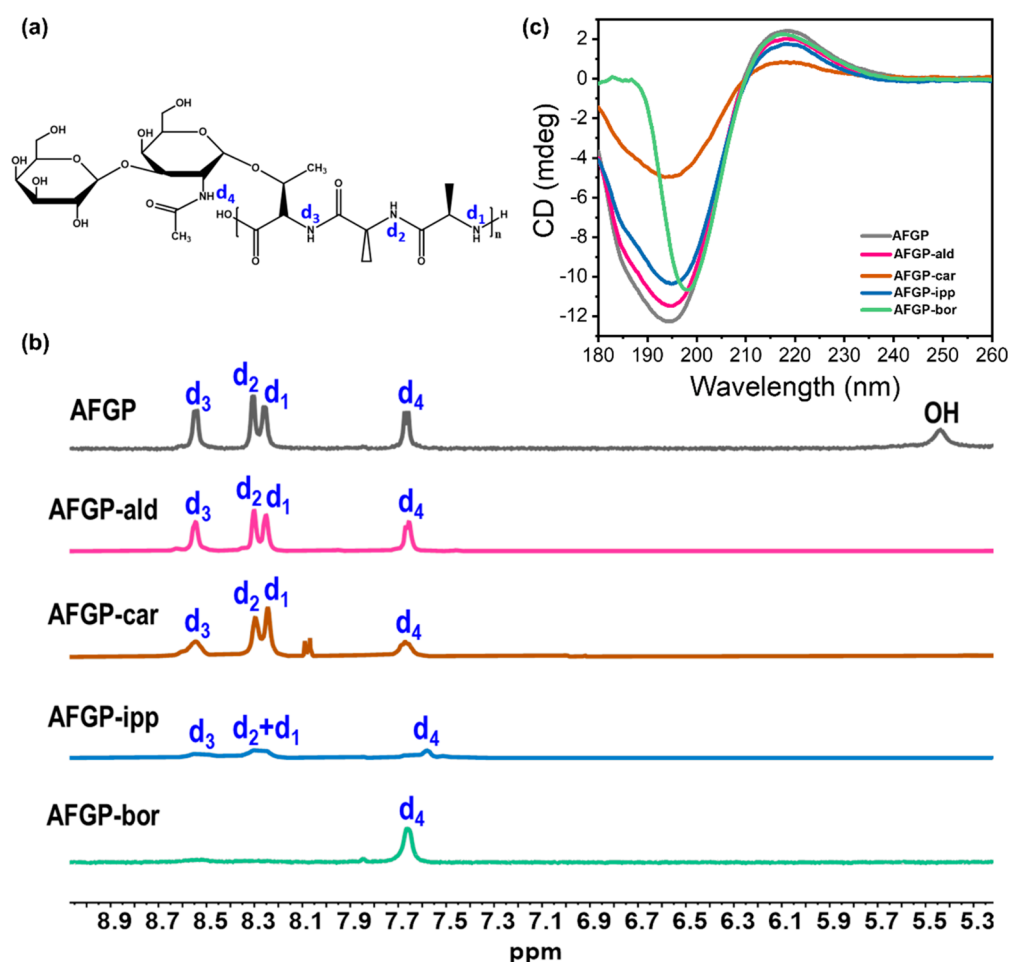 (a)
OH
OH
OH
O
O
OH
OH
OH
O
O
O
CH₃
NH
d₄
O
CH₃
HO
O
N
H
d₃
O
H
N
d₂
O
N
H
d₁
H
n
(c)
CD (mdeg)
2
0
-2
-4
-6
-8
-10
-12
AFGP
AFGP-ald
AFGP-car
AFGP-ipp
AFGP-bor
180 190 200 210 220 230 240 250 260
Wavelength (nm)
(b)
AFGP
d₃ d₂ d₁ d₄ OH
AFGP-ald
d₃ d₂ d₁ d₄
AFGP-car
d₃ d₂ d₁ d₄
AFGP-ipp
d₃ d₂+d₁ d₄
AFGP-bor
d₄
8.9 8.7 8.5 8.3 8.1 7.9 7.7 7.5 7.3 7.1 6.9 6.7 6.5 6.3 6.1 5.9 5.7 5.5 5.3
ppm